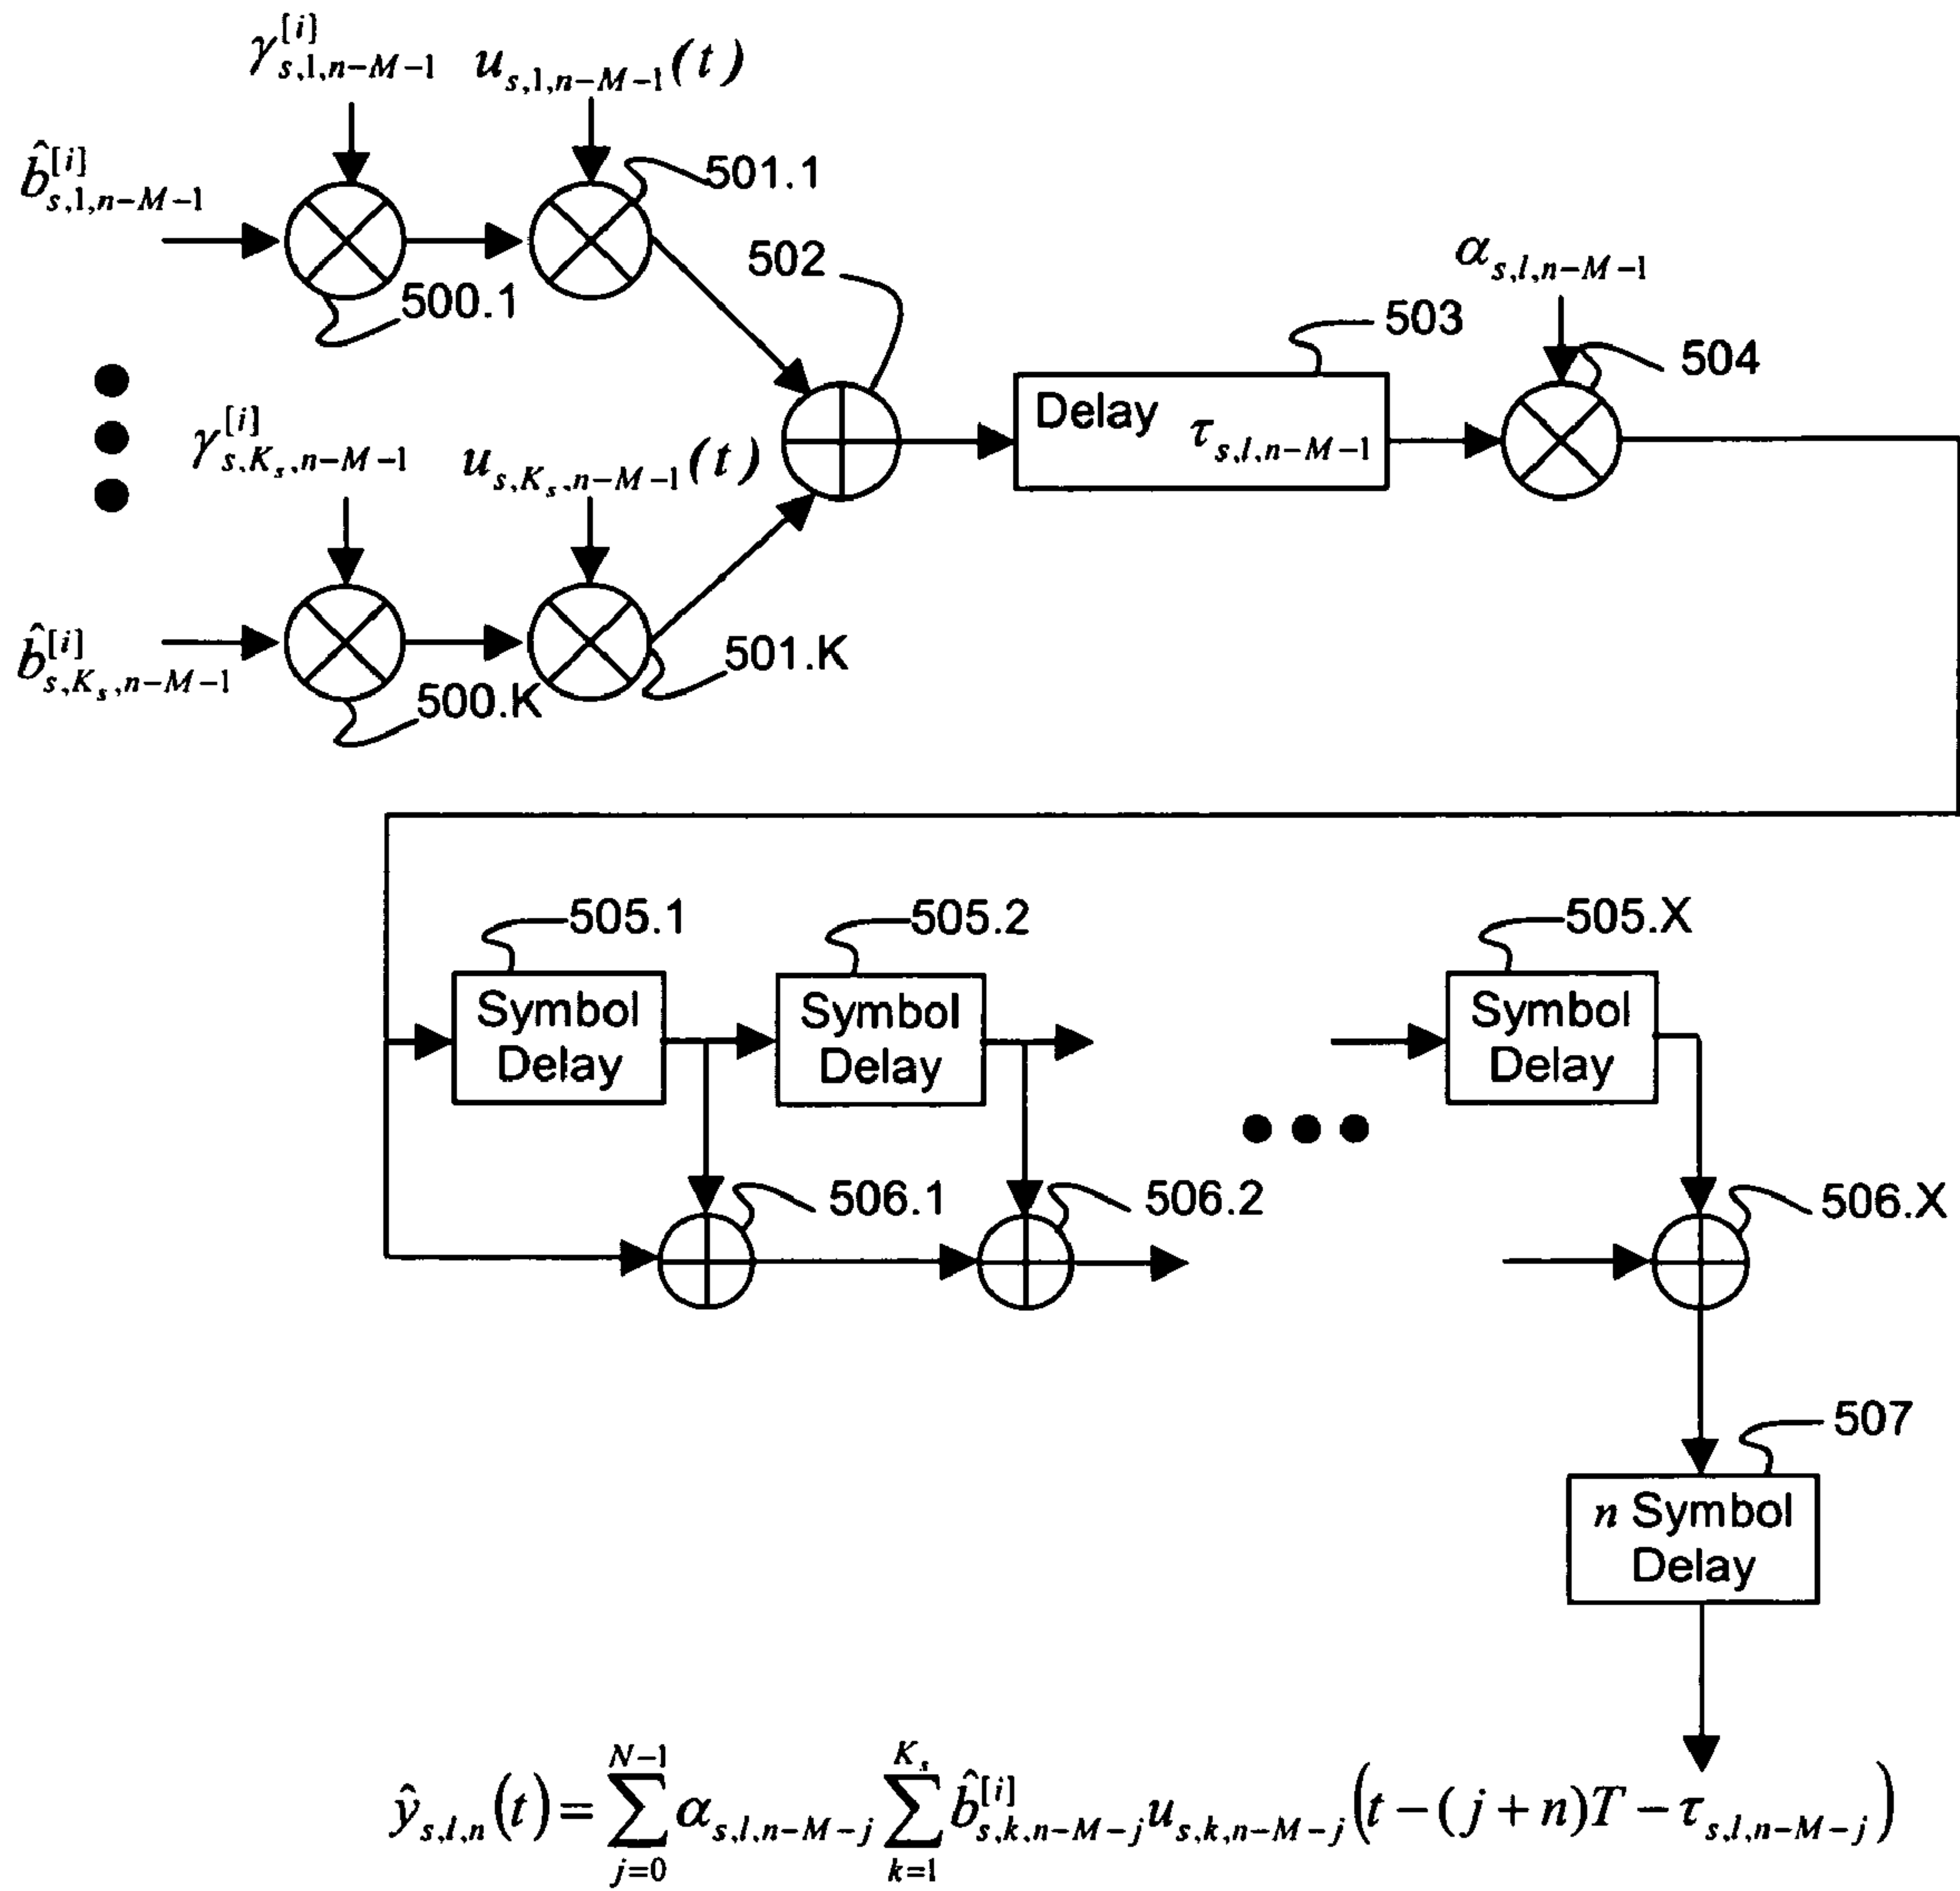 γ^{[i]}_{s,1,n−M−1} u_{s,1,n−M−1}(t)
b̂^{[i]}_{s,1,n−M−1}
501.1
500.1
502
α_{s,l,n−M−1}
503
504
Delay τ_{s,l,n−M−1}
γ^{[i]}_{s,K_s,n−M−1} u_{s,K_s,n−M−1}(t)
b̂^{[i]}_{s,K_s,n−M−1}
501.K
500.K
505.1
505.2
505.X
Symbol
Delay
Symbol
Delay
Symbol
Delay
506.1
506.2
506.X
507
n Symbol
Delay
ŷ_{s,l,n}(t)=∑_{j=0}^{N−1} α_{s,l,n−M−j} ∑_{k=1}^{K_s} b̂^{[i]}_{s,k,n−M−j} u_{s,k,n−M−j}(t−(j+n)T−τ_{s,l,n−M−j})